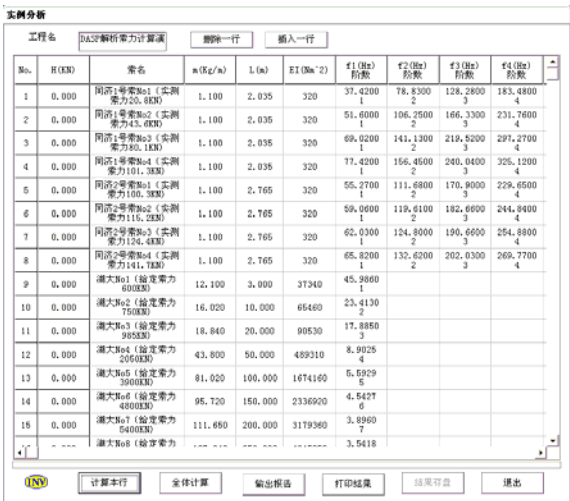 实例分析
工程名 DASP解析索力计算演 删除一行 插入一行
No. H(KN) 索名 m(Kg/m) L(m) EI(Nm^2) f1(Hz) 阶数 f2(Hz) 阶数 f3(Hz) 阶数 f4(Hz) 阶数
1 0.000 同济1号索No1(实测索力20.8KN) 1.100 2.035 320 37.4200 1 78.8300 2 128.2800 3 183.4800 4
2 0.000 同济1号索No2(实测索力43.6KN) 1.100 2.035 320 51.6000 1 106.2500 2 166.3300 3 231.7600 4
3 0.000 同济1号索No3(实测索力80.1KN) 1.100 2.035 320 69.0200 1 141.1300 2 219.5200 3 297.2700 4
4 0.000 同济1号索No4(实测索力101.3KN) 1.100 2.035 320 77.4200 1 156.4500 2 240.0400 3 325.1200 4
5 0.000 同济2号索No1(实测索力100.3KN) 1.100 2.765 320 55.2700 1 111.6800 2 170.9000 3 229.6500 4
6 0.000 同济2号索No2(实测索力115.2KN) 1.100 2.765 320 59.0600 1 119.6100 2 182.6600 3 244.8400 4
7 0.000 同济2号索No3(实测索力124.4KN) 1.100 2.765 320 62.0300 1 124.8000 2 190.6600 3 254.8800 4
8 0.000 同济2号索No4(实测索力141.7KN) 1.100 2.765 320 65.8200 1 132.6200 2 202.0300 3 269.7700 4
9 0.000 湖大No1(给定索力600KN) 12.100 3.000 37340 45.9860 1
10 0.000 湖大No2(给定索力750KN) 16.020 10.000 65460 23.4130 2
11 0.000 湖大No3(给定索力985KN) 18.840 20.000 90530 17.8850 3
12 0.000 湖大No4(给定索力2050KN) 43.800 50.000 489310 8.9025 4
13 0.000 湖大No5(给定索力3900KN) 81.020 100.000 1674160 5.5929 5
14 0.000 湖大No6(给定索力4800KN) 95.720 150.000 2336920 4.5427 6
15 0.000 湖大No7(给定索力5400KN) 111.650 200.000 3179360 3.8960 7
湖大No8(给定索力 3.5418
INV 计算本行 全体计算 输出报告 打印结果 结果存盘 退出